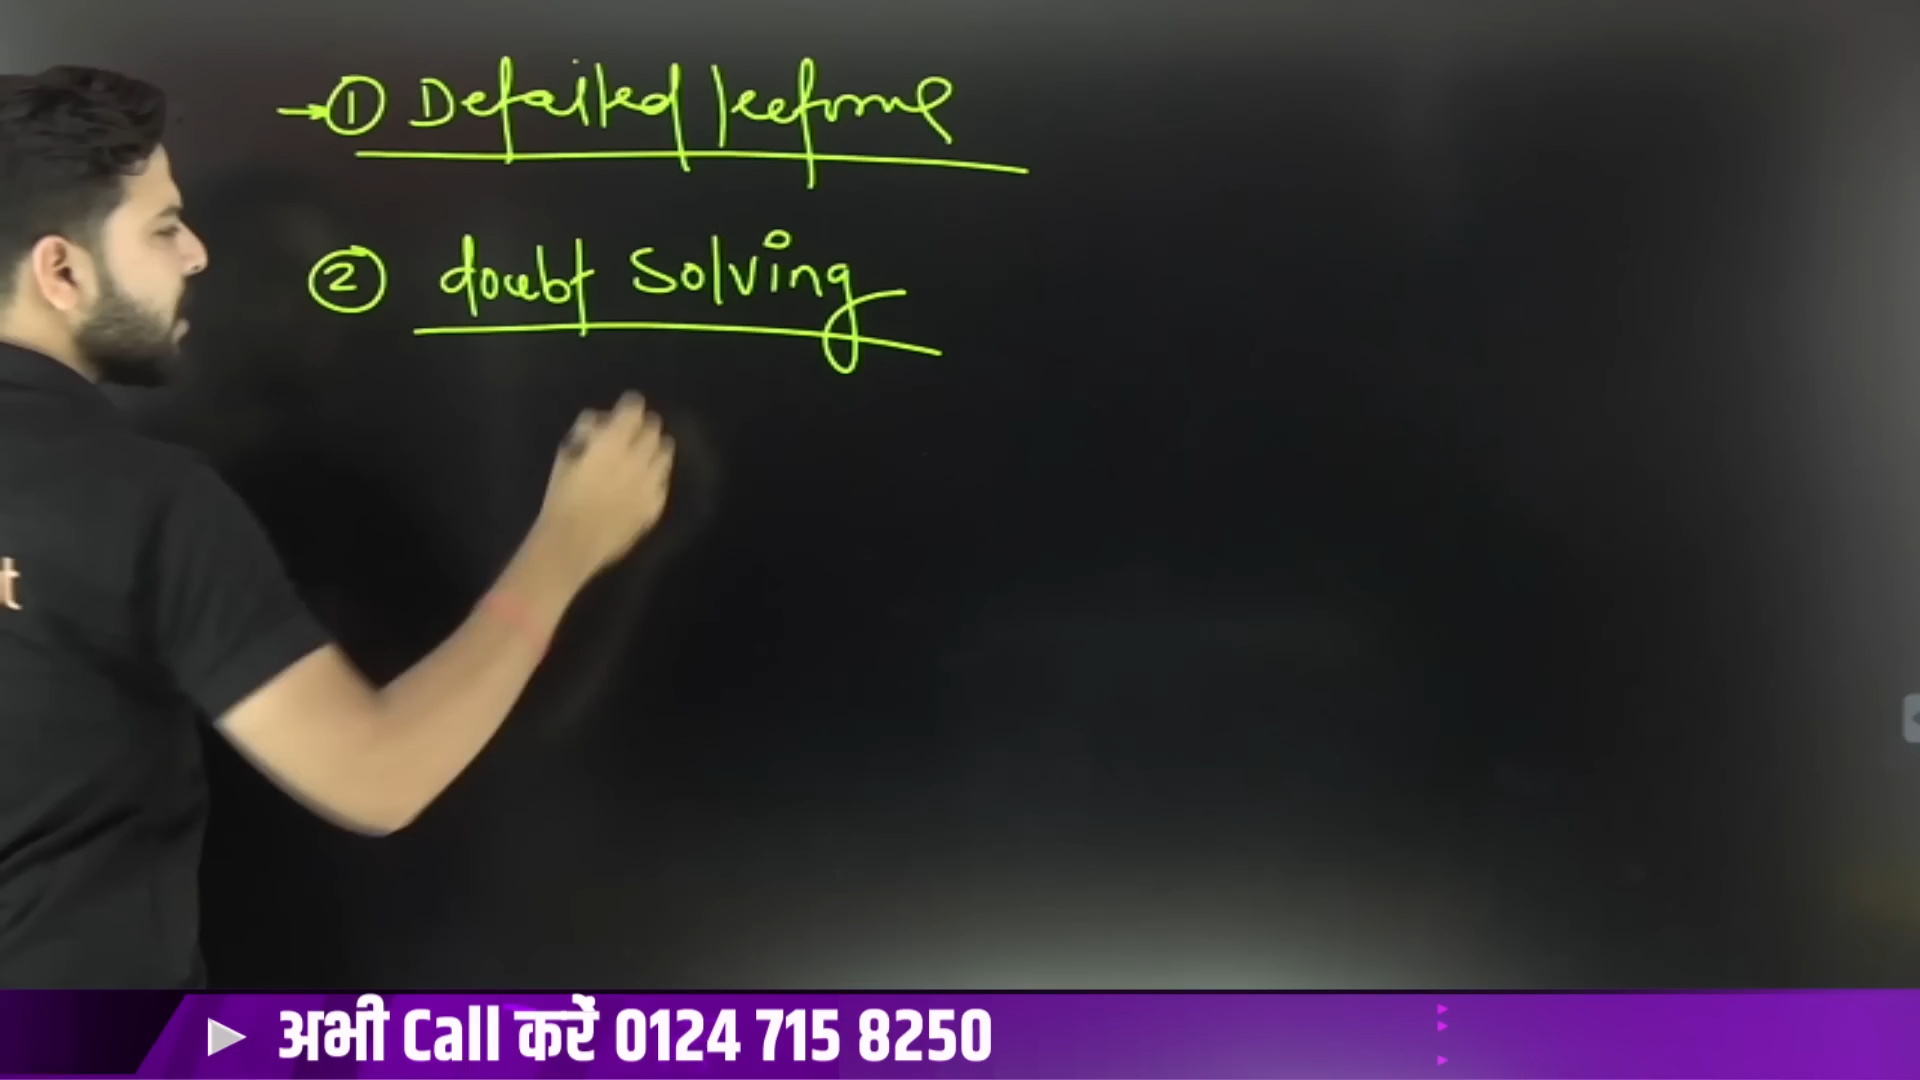 →① Detailed lecture
② doubt Solving
t
अभी Call करें 0124 715 8250